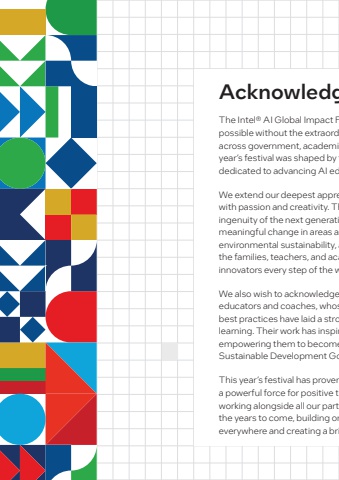 Acknowledg
The Intel® AI Global Impact F
possible without the extraord
across government, academi
year's festival was shaped by
dedicated to advancing AI ed
We extend our deepest appre
with passion and creativity. Th
ingenuity of the next generati
meaningful change in areas a
environmental sustainability,
the families, teachers, and aca
innovators every step of the w
We also wish to acknowledge
educators and coaches, whos
best practices have laid a stro
learning. Their work has inspi
empowering them to become
Sustainable Development Go
This year's festival has proven
a powerful force for positive t
working alongside all our part
the years to come, building on
everywhere and creating a bri